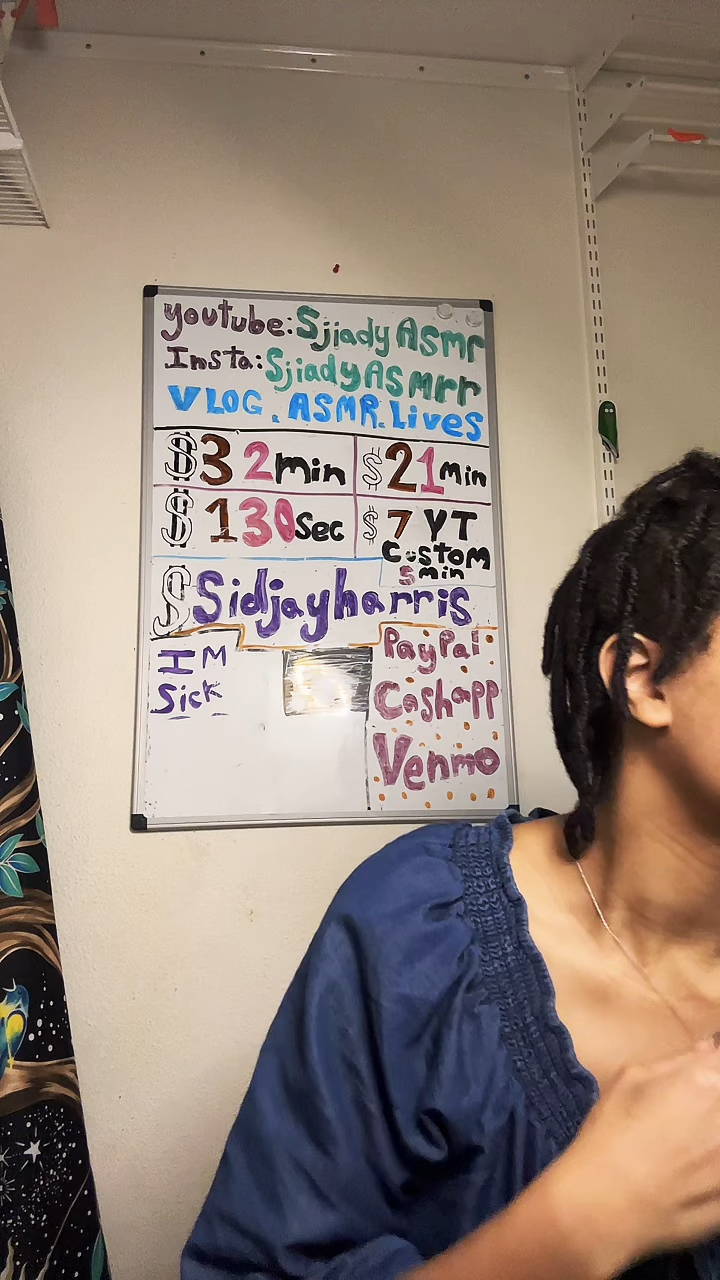 youtube: Sjiady Asmr
Insta: SjiadyASmrr
VLOG. ASMR. Lives
$3 2min
$2 1Min
$1 30Sec
$7 YT
Custom
5min
$Sidjayharris
IM
Sick
PayPal
Cashapp
Venmo